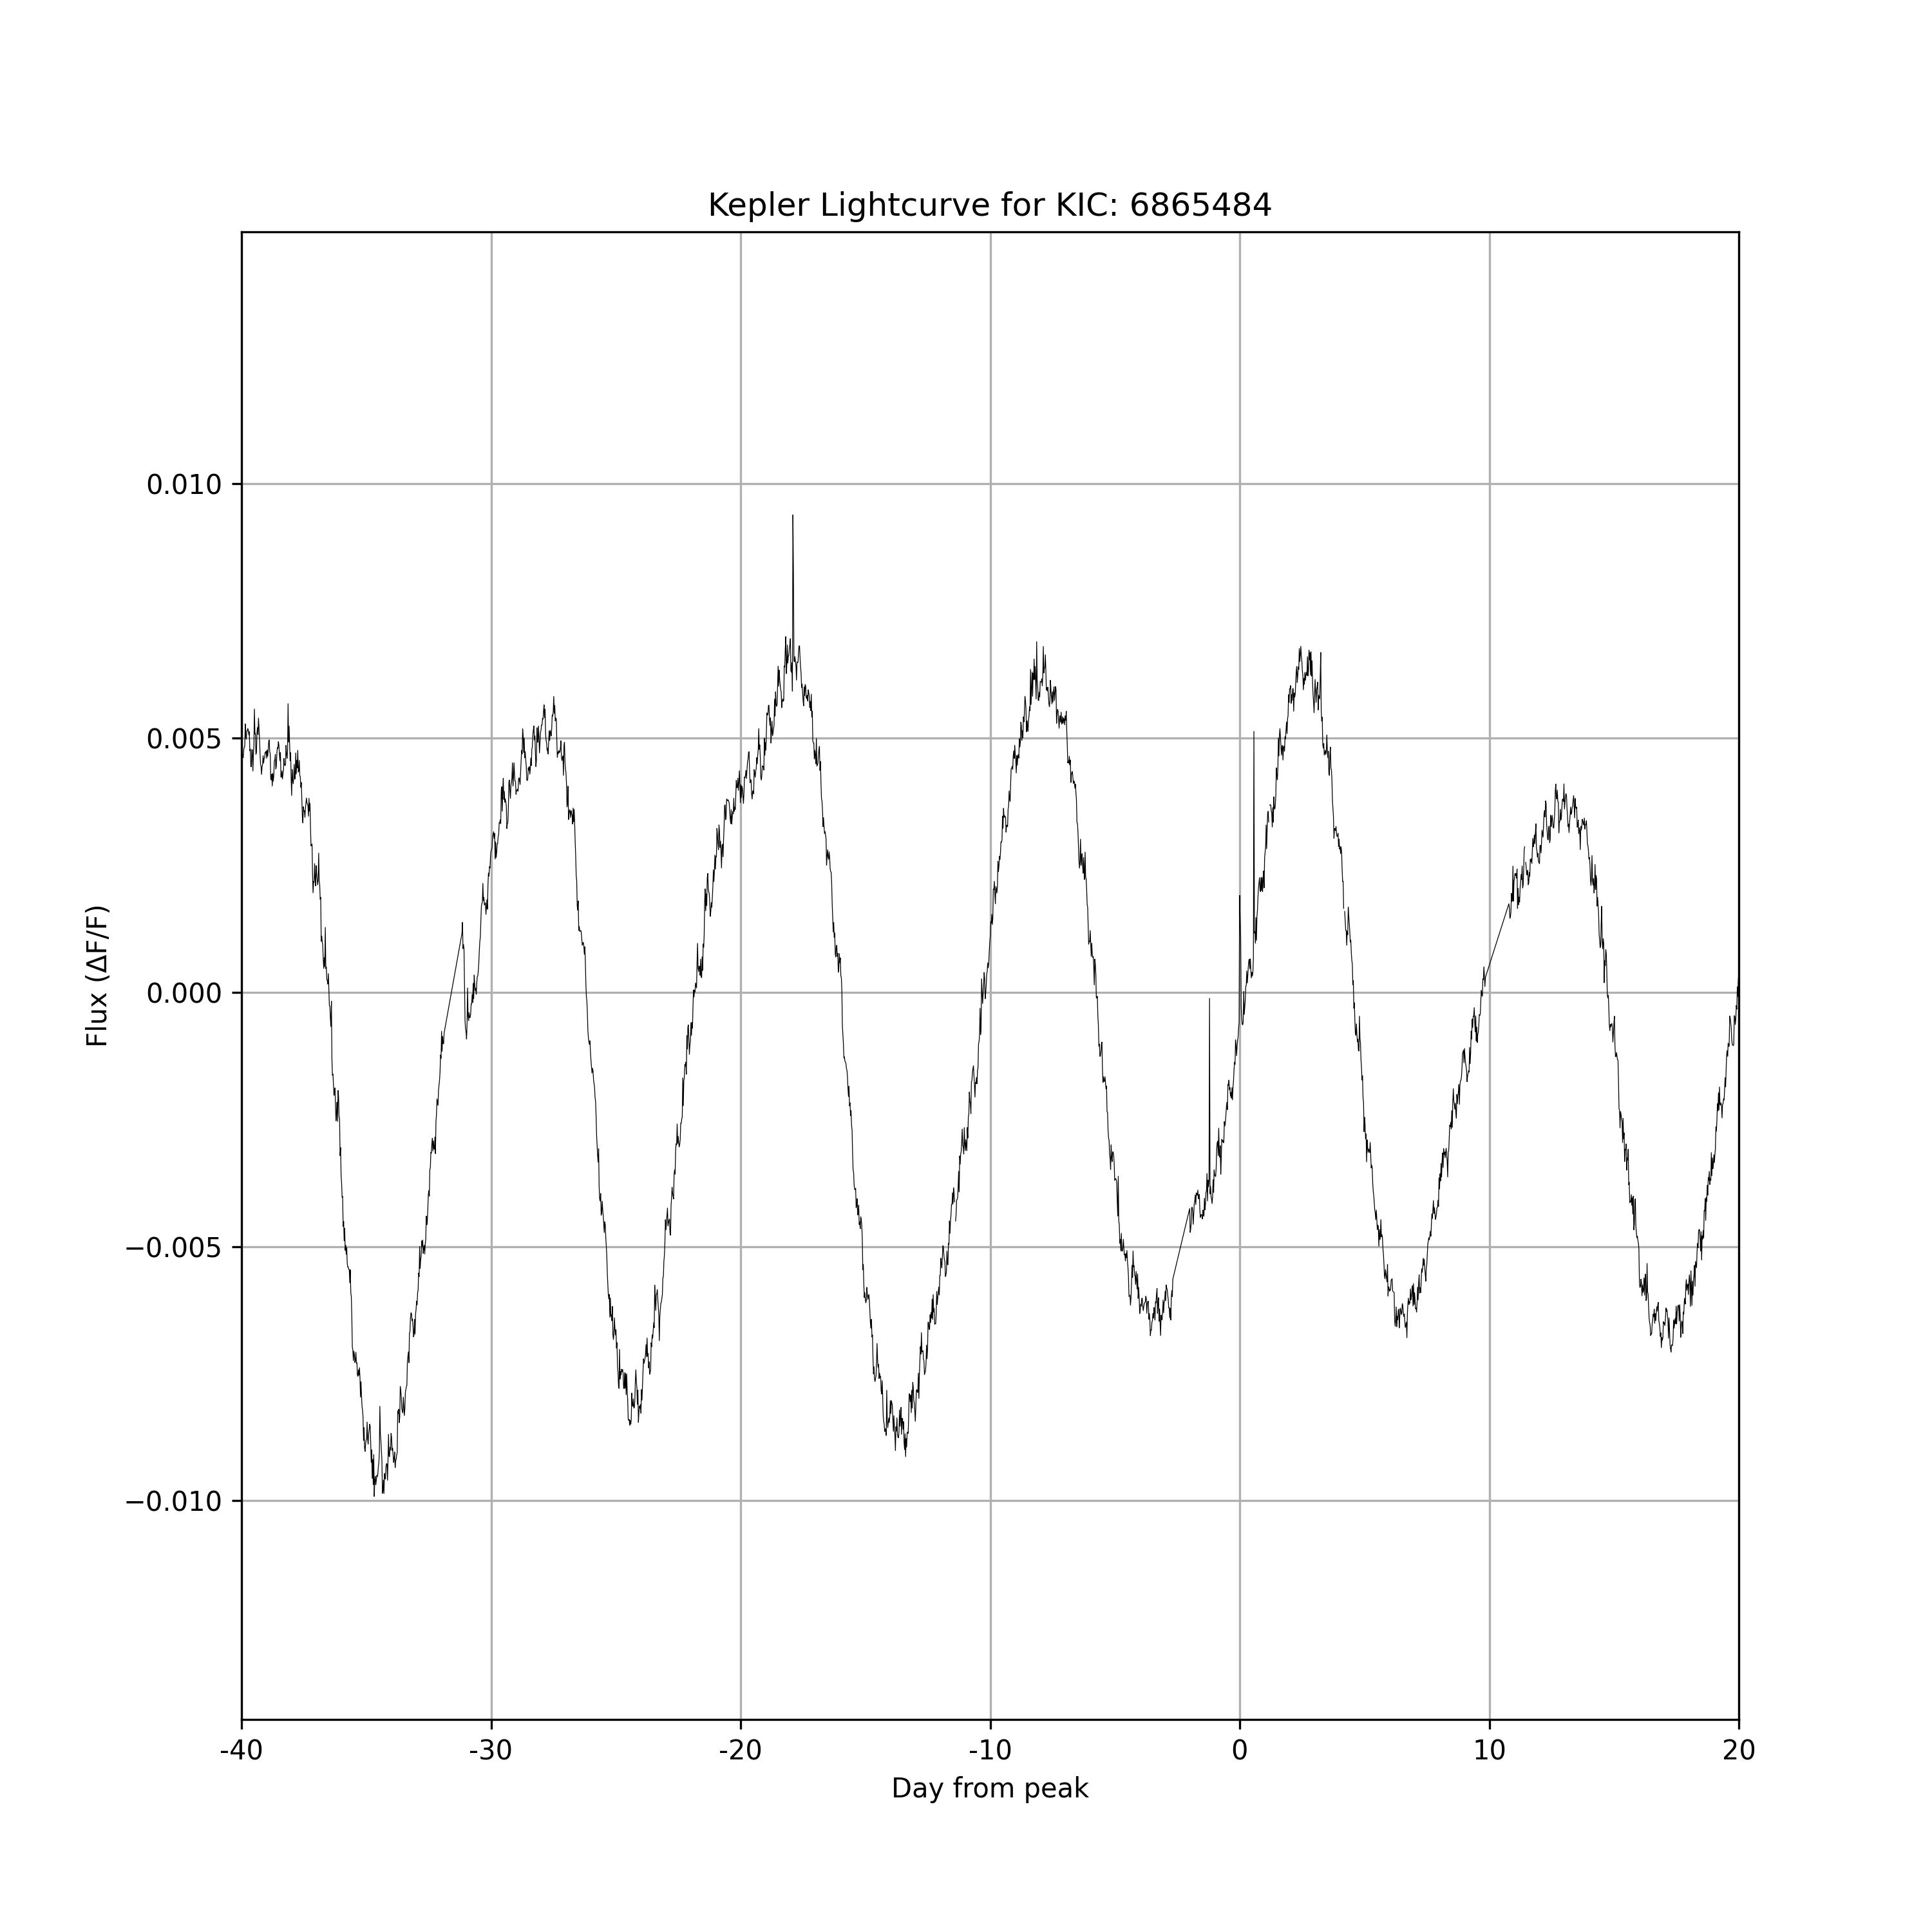 Kepler Lightcurve for KIC: 6865484
0.010
0.005
0.000
−0.005
−0.010
Flux (ΔF/F)
-40 -30 -20 -10 0 10 20
Day from peak